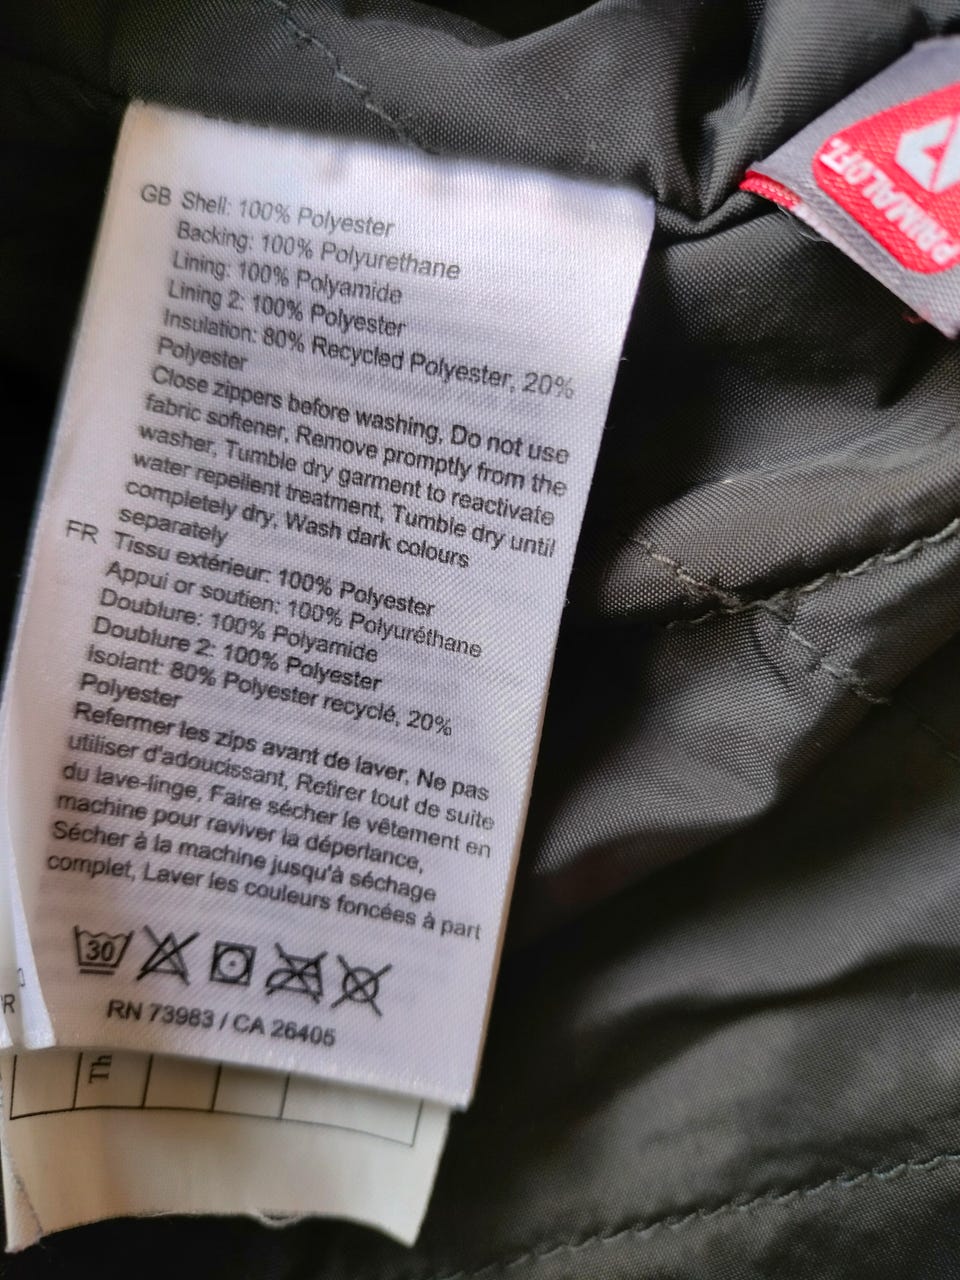 GB Shell: 100% Polyester
Backing: 100% Polyurethane
Lining: 100% Polyamide
Lining 2: 100% Polyester
Insulation: 80% Recycled Polyester, 20%
Polyester
Close zippers before washing, Do not use
fabric softener, Remove promptly from the
washer, Tumble dry garment to reactivate
water repellent treatment, Tumble dry until
completely dry, Wash dark colours
separately
FR Tissu extérieur: 100% Polyester
Appui or soutien: 100% Polyuréthane
Doublure: 100% Polyamide
Doublure 2: 100% Polyester
Isolant: 80% Polyester recyclé, 20%
Polyester
Refermer les zips avant de laver, Ne pas
utiliser d'adoucissant, Retirer tout de suite
du lave-linge, Faire sécher le vêtement en
machine pour raviver la déperlance,
Sécher à la machine jusqu'à séchage
complet, Laver les couleurs foncées à part
30
RN 73983 / CA 26405
PRIMALOFT
Th